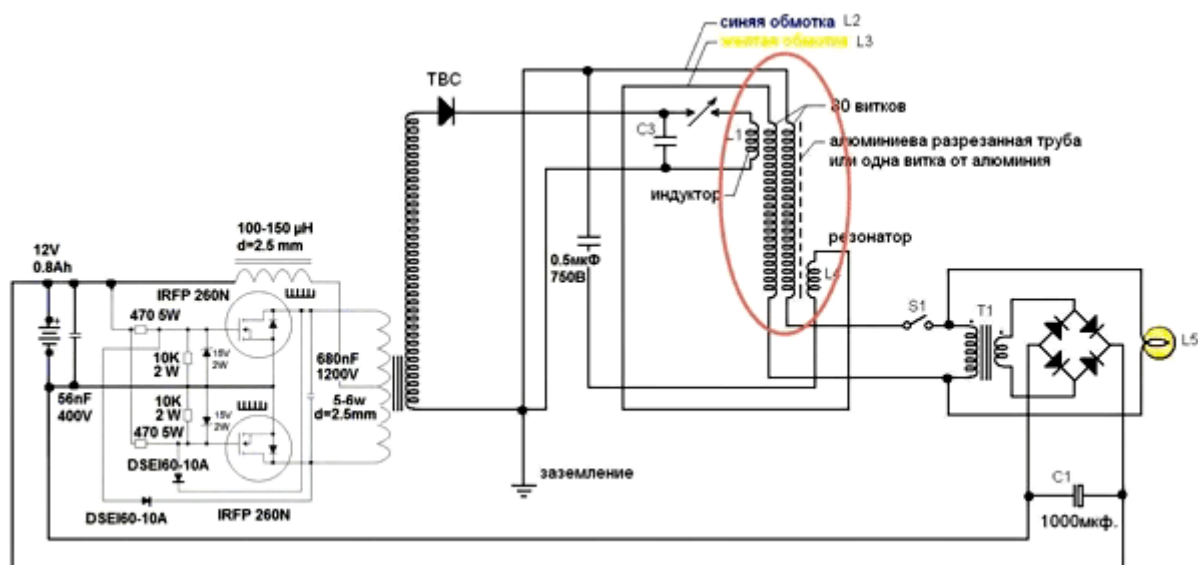 синяя обмотка L2
желтая обмотка L3
ТВС
80 витков
C3
L1
алюминиева разрезанная труба
или одна витка от алюминия
индуктор
резонатор
100-150 µH
d=2.5 mm
12V
0.8Ah
0.5мкФ
750В
L4
IRFP 260N
S1
T1
470 5W
L5
10K
2 W
15V
2W
680nF
1200V
56nF
400V
10K
2 W
15V
2W
5-6w
d=2.5mm
470 5W
DSEI60-10A
заземление
C1
DSEI60-10A
IRFP 260N
1000мкф.